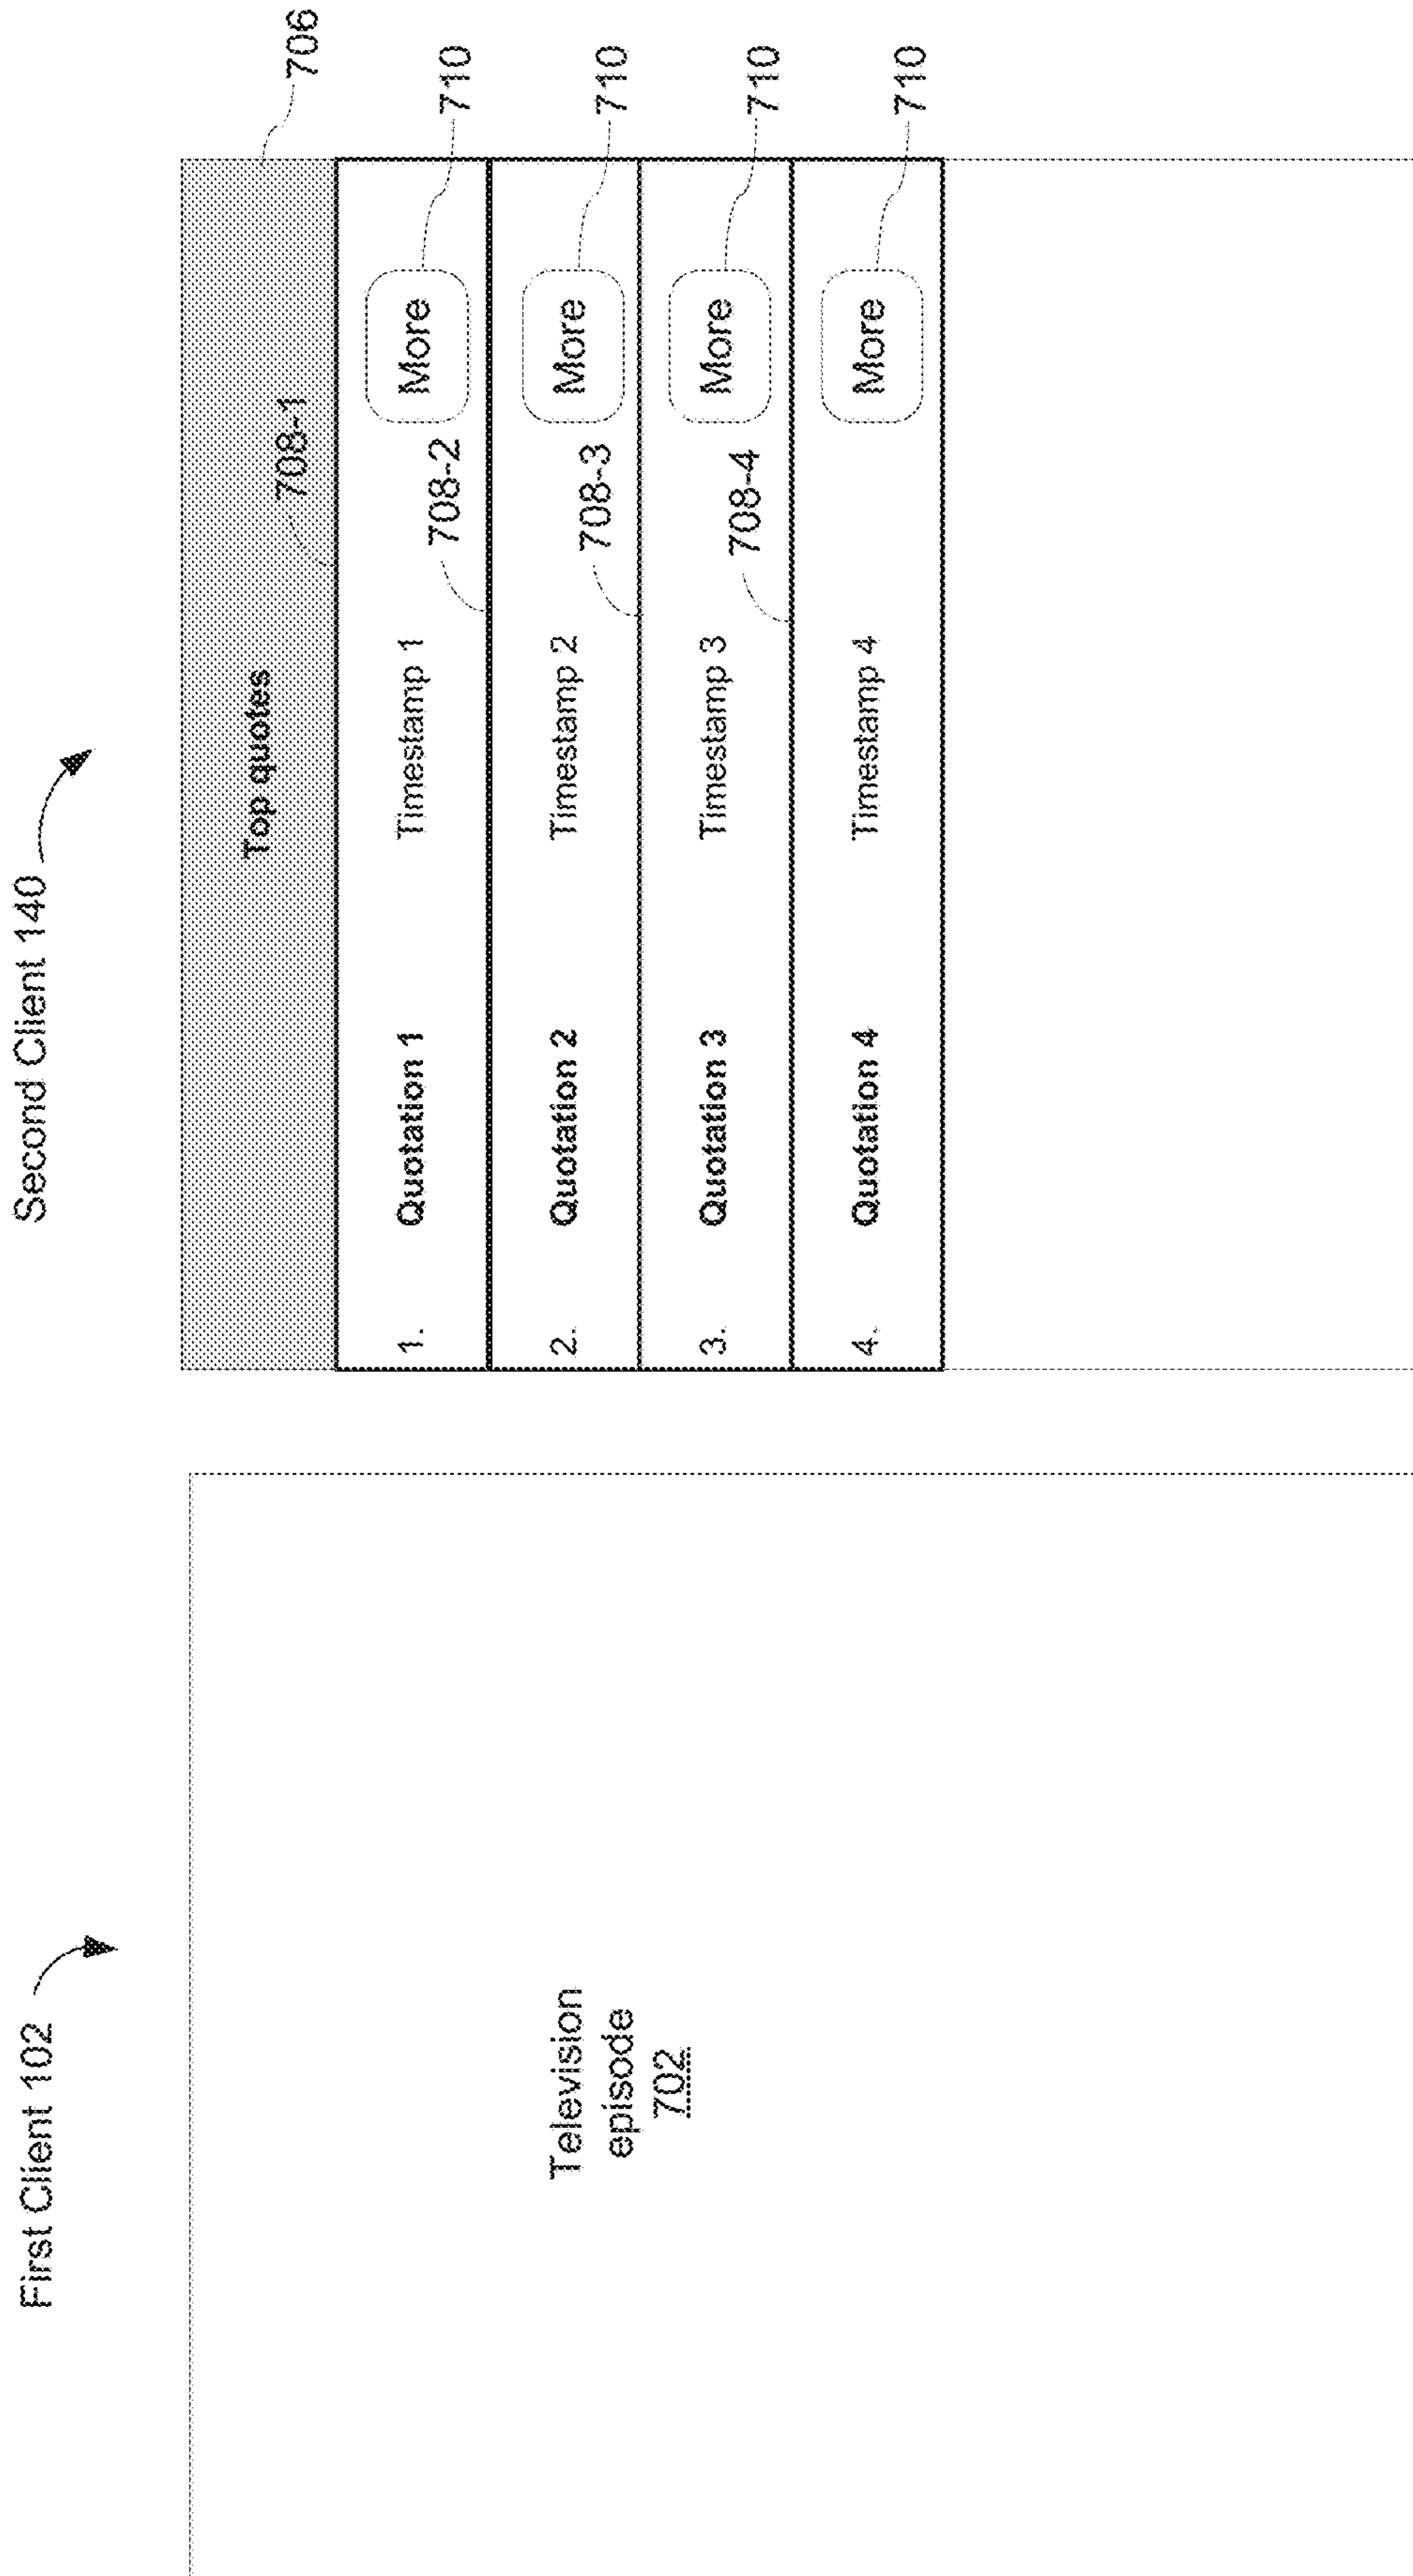 First Client 102
Television
episode
702
Second Client 140
706
Top quotes
708-1
1. Quotation 1 Timestamp 1 More 710
708-2
2. Quotation 2 Timestamp 2 More 710
708-3
3. Quotation 3 Timestamp 3 More 710
708-4
4. Quotation 4 Timestamp 4 More 710